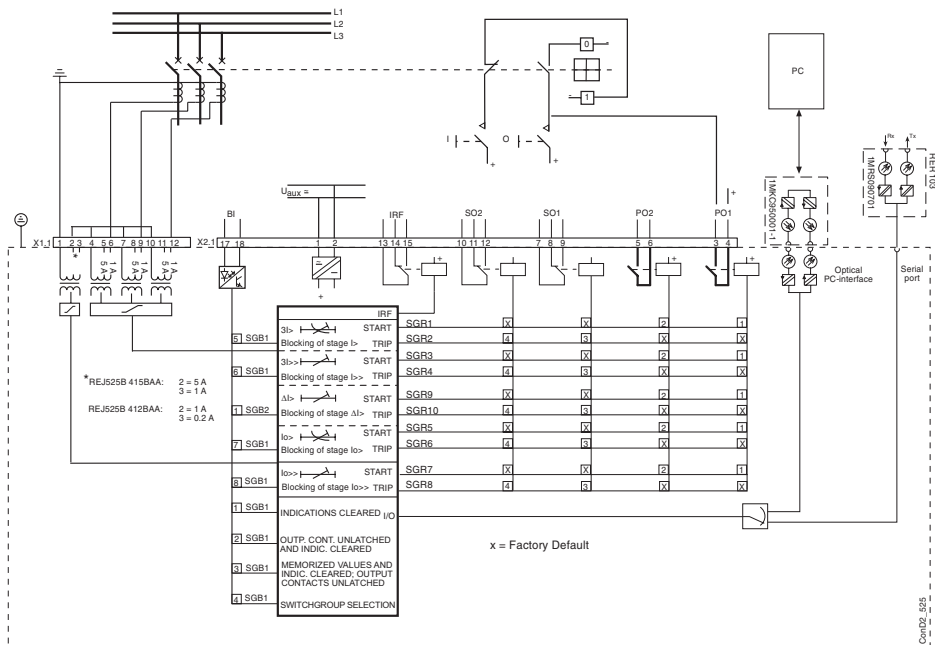 L1
L2
L3
0
1
PC
I
O
+
+
+
Rx
Tx
RER 103
1MRS090701
1MKC950001-1
Uaux =
BI
IRF
SO2
SO1
PO2
PO1
X1.1
1
2
3
4
5
6
7
8
9
10
11
12
X2.1
17
18
1
2
13
14
15
10
11
12
7
8
9
5
6
3
4
*
5 A
1 A
5 A
1 A
5 A
1 A
+
+
+
+
+
+
Optical
PC-interface
Serial
port
IRF
5 SGB1
3I>
START
SGR1
X
X
2
1
Blocking of stage I>
TRIP
SGR2
4
3
X
X
6 SGB1
3I>>
START
SGR3
X
X
2
1
Blocking of stage I>>
TRIP
SGR4
4
3
X
X
1 SGB2
ΔI>
START
SGR9
X
X
2
1
Blocking of stage ΔI>
TRIP
SGR10
4
3
X
X
7 SGB1
Io>
START
SGR5
X
X
2
1
Blocking of stage Io>
TRIP
SGR6
4
3
X
X
8 SGB1
Io>>
START
SGR7
X
X
2
1
Blocking of stage Io>>
TRIP
SGR8
4
3
X
X
*REJ525B 415BAA: 2 = 5 A
3 = 1 A
REJ525B 412BAA: 2 = 1 A
3 = 0.2 A
1 SGB1
INDICATIONS CLEARED I/O
2 SGB1
OUTP. CONT. UNLATCHED
AND INDIC. CLEARED
3 SGB1
MEMORIZED VALUES AND
INDIC. CLEARED; OUTPUT
CONTACTS UNLATCHED
4 SGB1
SWITCHGROUP SELECTION
x = Factory Default
ConD2_525